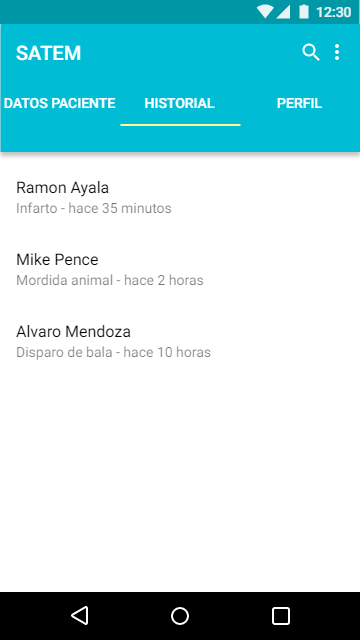 12:30
SATEM
DATOS PACIENTE HISTORIAL PERFIL
Ramon Ayala
Infarto - hace 35 minutos
Mike Pence
Mordida animal - hace 2 horas
Alvaro Mendoza
Disparo de bala - hace 10 horas